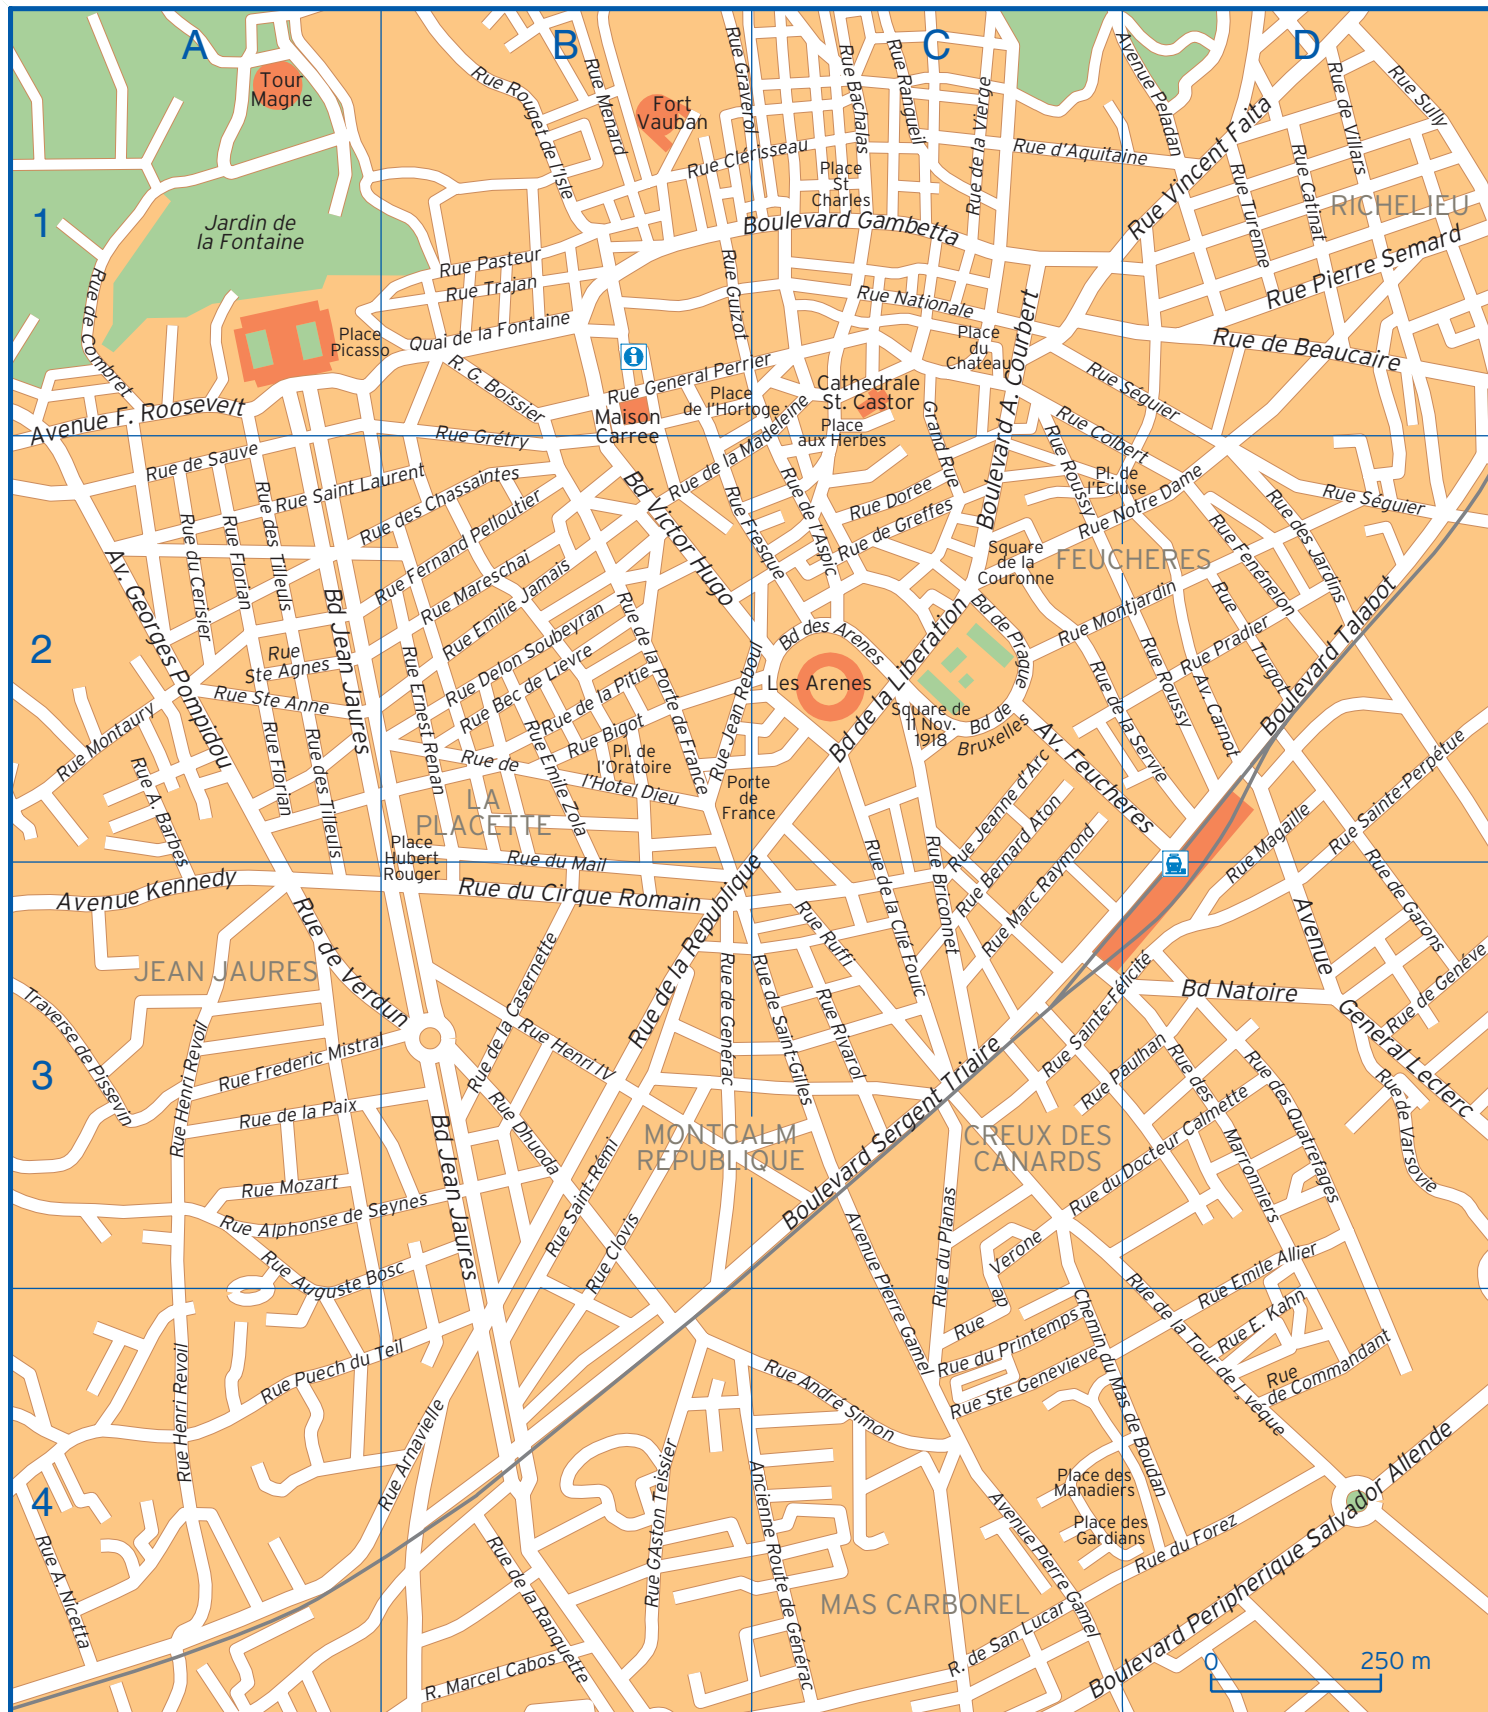 A
B
C
D
1
2
3
4
Tour
Magne
Fort
Vauban
Jardin de
la Fontaine
Rue Rouget de l'Isle
Rue Menard
Rue Graverol
Rue Bachalas
Rue Rangueil
Rue de la Vierge
Avenue Peladan
Rue de Villars
Rue Sully
Rue Clérisseau
Place
St
Charles
Rue d'Aquitaine
Rue Vincent Faita
Rue Turenne
Rue Catinat
RICHELIEU
Boulevard Gambetta
Rue Pierre Semard
Rue Pasteur
Rue Trajan
Rue Guizot
Rue Nationale
Rue de Combret
Place
Picasso
Quai de la Fontaine
Place
du
Chateau
Boulevard A. Courbert
Rue de Beaucaire
R. G. Boissier
Rue General Perrier
Place
de l'Hortoge
Cathedrale
St. Castor
Rue Séguier
Avenue F. Roosevelt
Maison
Carree
Place
aux Herbes
Grand Rue
Rue Colbert
Rue Grétry
Rue de Sauve
Rue Saint Laurent
Rue des Chassaintes
Rue de la Madeleine
Bd Victor Hugo
Rue Fresque
Rue de l'Aspic
Rue Dorée
Rue de Greffes
Rue Roussy
Pl. de
l'Ecluse
Rue Notre Dame
Rue Séguier
Rue des Jardins
Rue Fenénelon
Rue des Tilleuls
Rue Florian
Rue du Cerisier
Av. Georges Pompidou
Bd Jean Jaures
Rue Fernand Pelloutier
Rue Mareschal
Rue Emilie Jamais
Square
de la
Couronne
FEUCHERES
Rue Delon Soubeyran
Rue Bec de Lievre
Rue de la Pitie
Rue Bigot
Rue de la Porte de France
Rue Jean Reboul
Bd des Arenes
Les Arenes
Bd de la Liberation
Bd de Prague
Rue Montjardin
Rue Roussy
Rue Pradier
Rue
Turgot
Boulevard Talabot
Rue
Ste Agnes
Rue Ste Anne
Rue Ernest Renan
Rue Montaury
Rue Florian
Rue des Tilleuls
Rue A. Barbes
Rue de
l'Hotel Dieu
Rue Emile Zola
Pl. de
l'Oratoire
LA
PLACETTE
Porte
de
France
Square de
11 Nov.
1918
Bd de
Bruxelles
Av. Feucheres
Rue de la Servie
Av. Carnot
Rue Sainte-Perpétue
Rue Magaille
Place
Hubert
Rouger
Rue du Mail
Rue Jeanne d'Arc
Rue Bernard Aton
Rue Marc Raymond
Rue Briconnet
Rue de la Clié Fouic
Rue de Garons
Avenue Kennedy
Rue du Cirque Romain
Rue de la Republique
Rue Ruffi
Avenue
General Leclerc
JEAN JAURES
Rue de Verdun
Rue de la Casernette
Rue de Générac
Rue de Saint-Gilles
Rue Rivarol
Rue Sainte-Félicité
Bd Natoire
Rue de Genéve
Traverse de Pissevin
Rue Henri Revoil
Rue Frederic Mistral
Rue de la Paix
Rue Henri IV
Rue Dhuoda
Boulevard Sergent Triaire
Rue Paulhan
Rue des
Marronniers
Rue des Quatrefages
Rue de Varsovie
Bd Jean Jaures
MONTCALM
REPUBLIQUE
CREUX DES
CANARDS
Rue du Docteur Calmette
Rue Mozart
Rue Alphonse de Seynes
Rue Saint-Rémi
Rue Clovis
Rue Auguste Bosc
Avenue Pierre Gamel
Rue du Planas
Rue
de
Verone
Rue Emile Allier
Rue E. Kahn
Rue Henri Revoil
Rue Puech du Teil
Rue André Simon
Rue du Printemps
Rue Ste Genevieve
Chemin du Mas de Boudan
Rue de la Tour de l'¸véque
Rue
de Commandant
Rue Arnavielle
Rue GAston Teissier
Ancienne Route de Générac
Place des
Manadiers
Place des
Gardians
Boulevard Peripherique Salvador Allende
Rue A. Nicetta
Rue de la Ranquette
R. Marcel Cabos
Avenue Pierre Gamel
Rue du Forez
MAS CARBONEL
R. de San Lucar
0
250 m